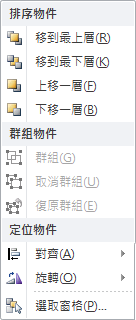 排序物件
移到最上層(R)
移到最下層(K)
上移一層(F)
下移一層(B)
群組物件
群組(G)
取消群組(U)
復原群組(E)
定位物件
對齊(A)
旋轉(O)
選取窗格(P)...